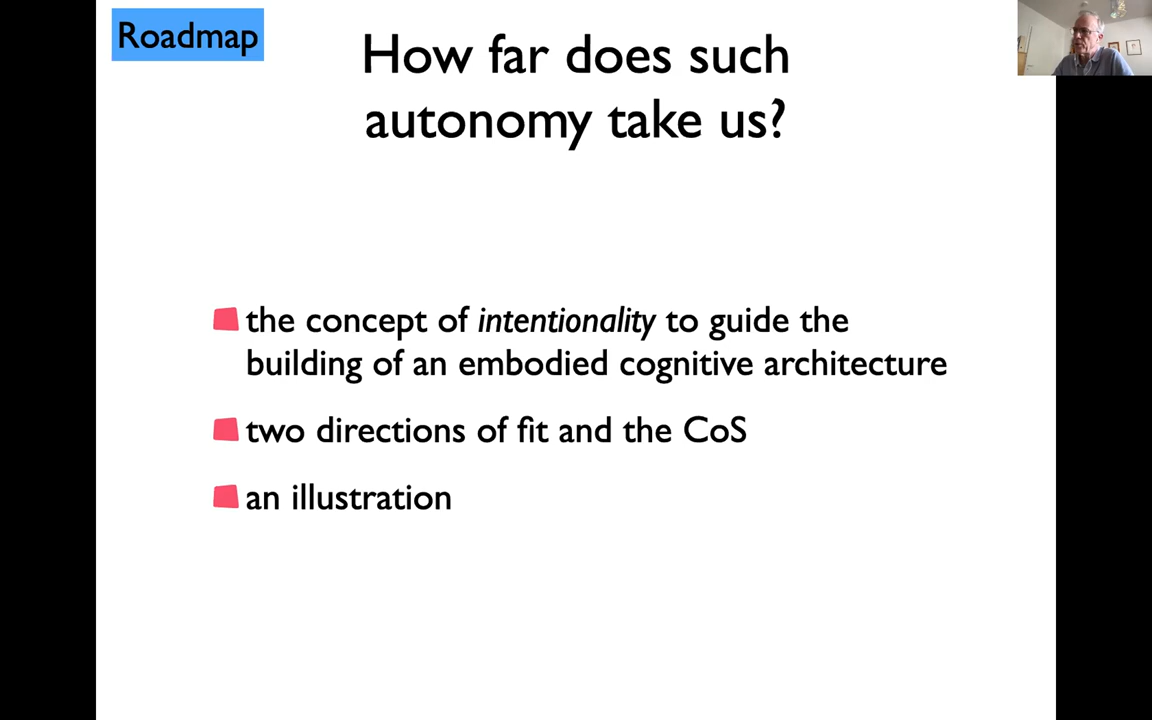 Roadmap
How far does such
autonomy take us?
the concept of intentionality to guide the
building of an embodied cognitive architecture
two directions of fit and the CoS
an illustration